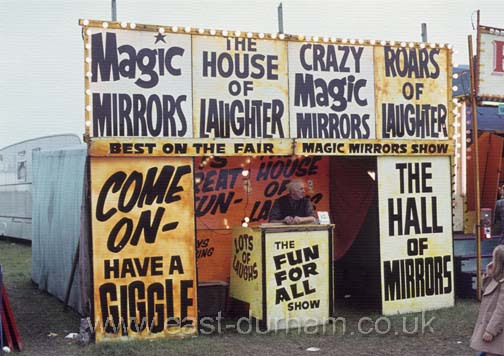 Magic
MIRRORS
THE
HOUSE
OF
LAUGHTER
CRAZY
Magic
MIRRORS
ROARS
OF
LAUGHTER
BEST ON THE FAIR
MAGIC MIRRORS SHOW
COME
ON-
HAVE A
GIGGLE
HOUSE
OF
LOTS
OF
LAUGHS
THE
FUN FOR
ALL
SHOW
THE
HALL
OF
MIRRORS
www.east-durham.co.uk